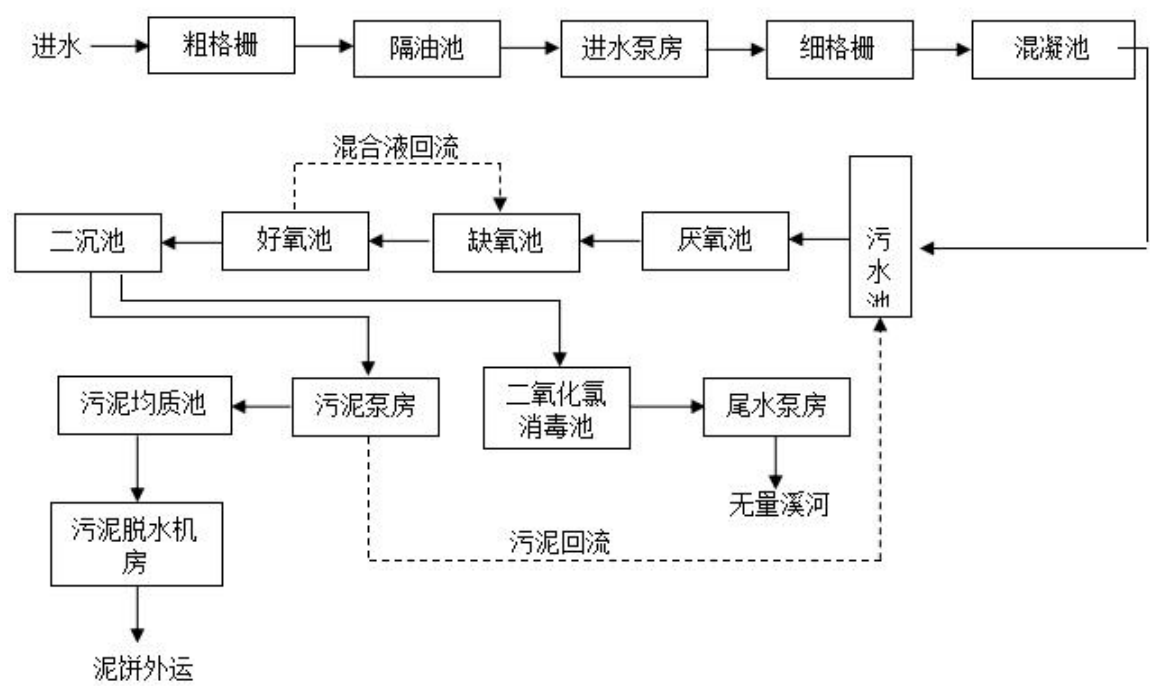 进水
粗格栅
隔油池
进水泵房
细格栅
混凝池
混合液回流
二沉池
好氧池
缺氧池
厌氧池
污
水
池
污泥均质池
污泥泵房
二氧化氯
消毒池
尾水泵房
无量溪河
污泥脱水机
房
污泥回流
泥饼外运